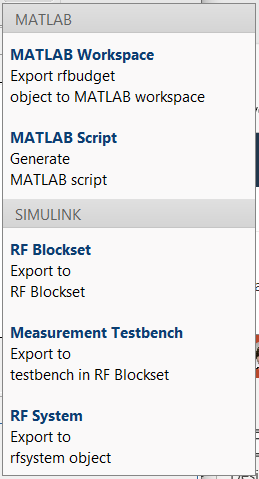 MATLAB
MATLAB Workspace
Export rfbudget
object to MATLAB workspace
MATLAB Script
Generate
MATLAB script
SIMULINK
RF Blockset
Export to
RF Blockset
Measurement Testbench
Export to
testbench in RF Blockset
RF System
Export to
rfsystem object